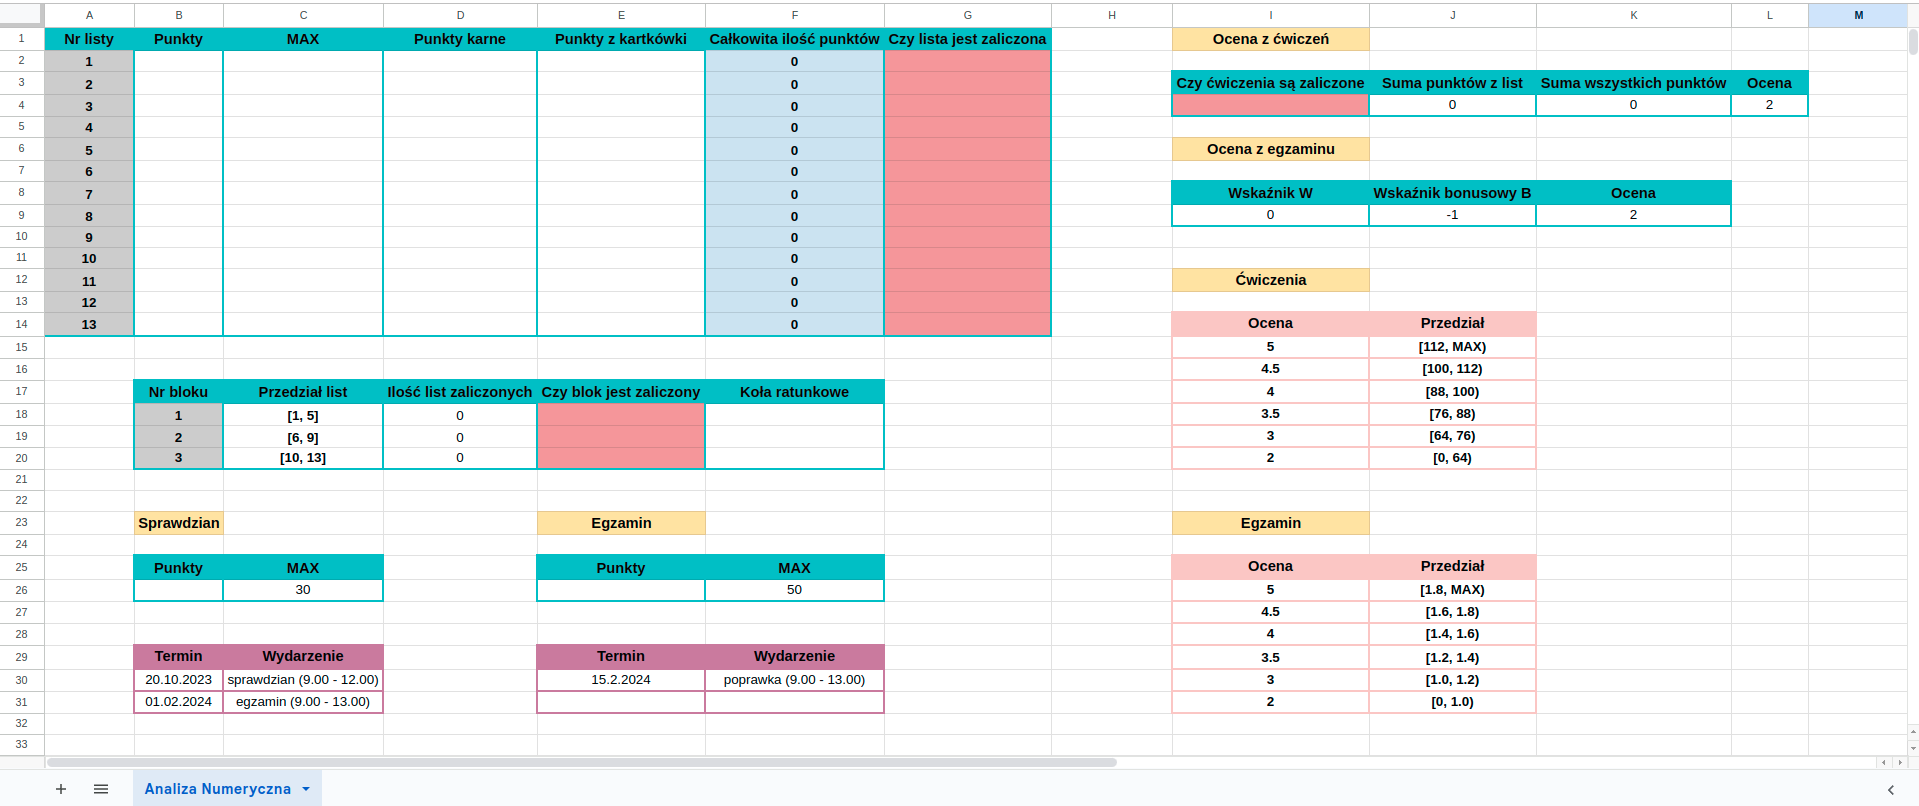 A B C D E F G H I J K L M
1 Nr listy Punkty MAX Punkty karne Punkty z kartkówki Całkowita ilość punktów Czy lista jest zaliczona Ocena z ćwiczeń
2 1 0
3 2 0 Czy ćwiczenia są zaliczone Suma punktów z list Suma wszystkich punktów Ocena
4 3 0 0 0 2
5 4 0
6 5 0 Ocena z egzaminu
7 6 0
8 7 0 Wskaźnik W Wskaźnik bonusowy B Ocena
9 8 0 0 -1 2
10 9 0
11 10 0
12 11 0 Ćwiczenia
13 12 0
14 13 0 Ocena Przedział
15 5 [112, MAX)
16 4.5 [100, 112)
17 Nr bloku Przedział list Ilość list zaliczonych Czy blok jest zaliczony Koła ratunkowe 4 [88, 100)
18 1 [1, 5] 0 3.5 [76, 88)
19 2 [6, 9] 0 3 [64, 76)
20 3 [10, 13] 0 2 [0, 64)
21
22
23 Sprawdzian Egzamin Egzamin
24
25 Punkty MAX Punkty MAX Ocena Przedział
26 30 50 5 [1.8, MAX)
27 4.5 [1.6, 1.8)
28 4 [1.4, 1.6)
29 Termin Wydarzenie Termin Wydarzenie 3.5 [1.2, 1.4)
30 20.10.2023 sprawdzian (9.00 - 12.00) 15.2.2024 poprawka (9.00 - 13.00) 3 [1.0, 1.2)
31 01.02.2024 egzamin (9.00 - 13.00) 2 [0, 1.0)
32
33
Analiza Numeryczna